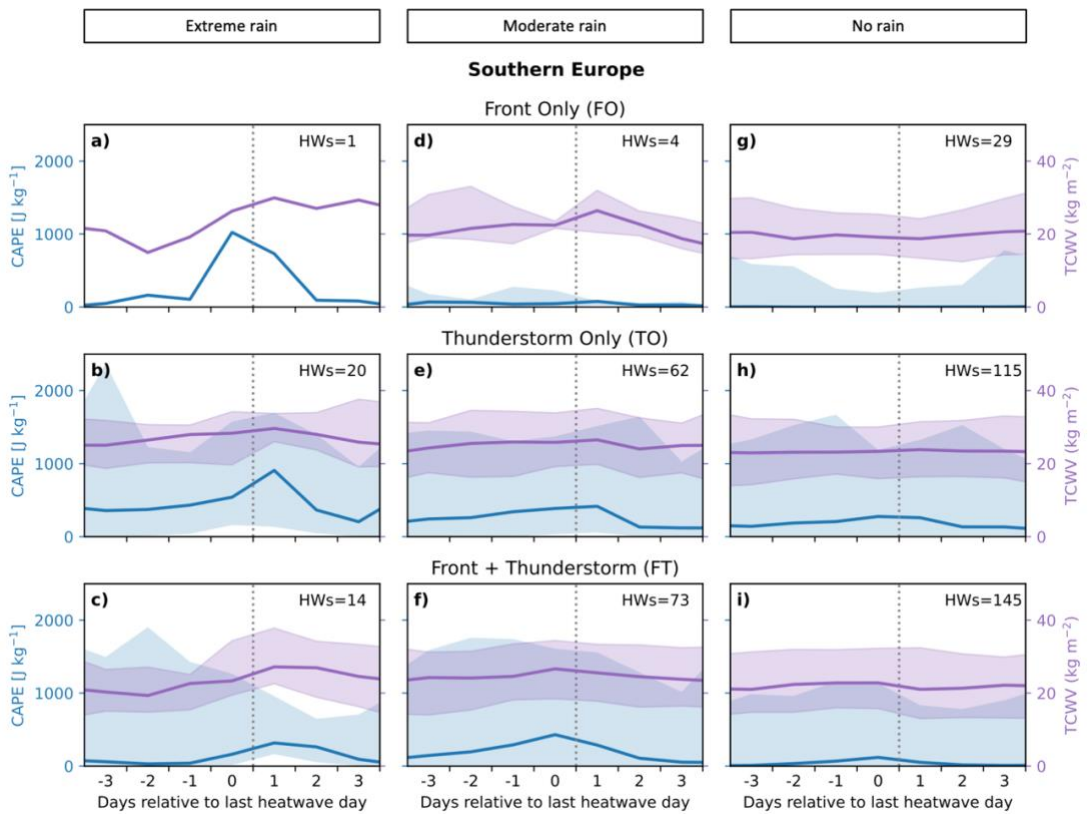 Extreme rain
Moderate rain
No rain
Southern Europe
Front Only (FO)
a)
HWs=1
d)
HWs=4
g)
HWs=29
CAPE [J kg⁻¹]
2000
1000
0
40
20
0
TCWV [kg m⁻²]
Thunderstorm Only (TO)
b)
HWs=20
e)
HWs=62
h)
HWs=115
CAPE [J kg⁻¹]
2000
1000
0
40
20
0
TCWV [kg m⁻²]
Front + Thunderstorm (FT)
c)
HWs=14
f)
HWs=73
i)
HWs=145
CAPE [J kg⁻¹]
2000
1000
0
40
20
0
TCWV [kg m⁻²]
-3 -2 -1 0 1 2 3
-3 -2 -1 0 1 2 3
-3 -2 -1 0 1 2 3
Days relative to last heatwave day
Days relative to last heatwave day
Days relative to last heatwave day